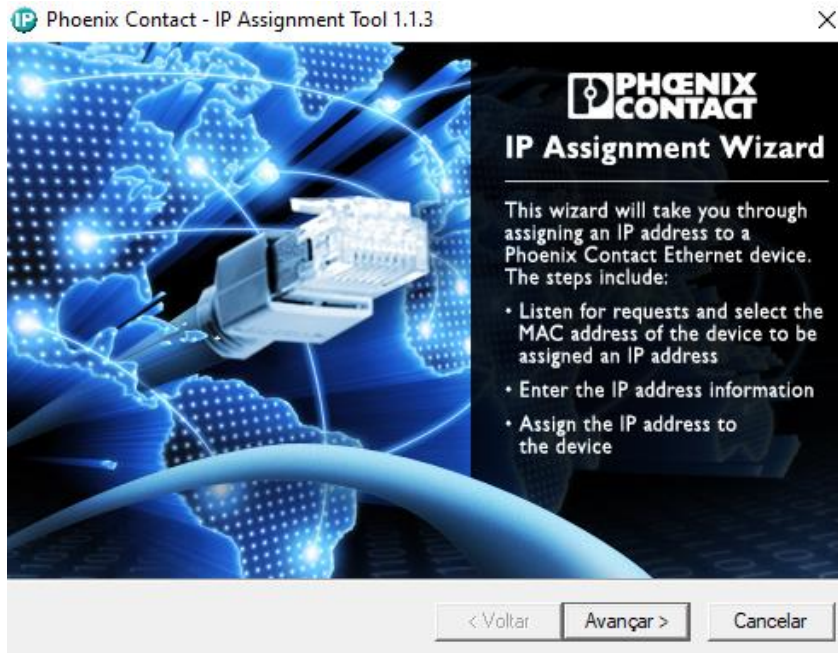 IP Phoenix Contact - IP Assignment Tool 1.1.3
PHŒNIX
CONTACT
IP Assignment Wizard
This wizard will take you through
assigning an IP address to a
Phoenix Contact Ethernet device.
The steps include:
• Listen for requests and select the
MAC address of the device to be
assigned an IP address
• Enter the IP address information
• Assign the IP address to
the device
< Voltar Avançar > Cancelar